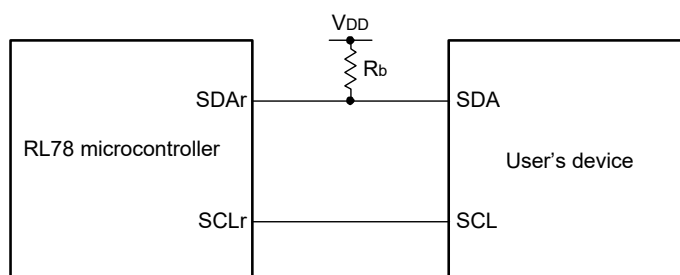 VDD
Rb
SDAr
SDA
RL78 microcontroller
User’s device
SCLr
SCL